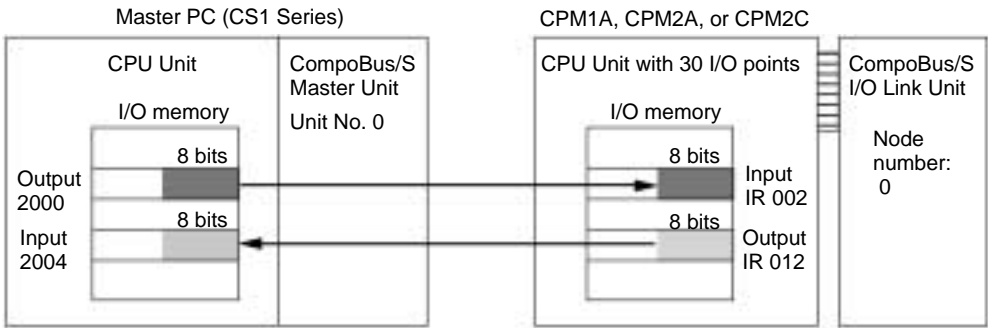 Master PC (CS1 Series)
CPU Unit
CompoBus/S
Master Unit
Unit No. 0
I/O memory
8 bits
Output
2000
8 bits
Input
2004
CPM1A, CPM2A, or CPM2C
CPU Unit with 30 I/O points
I/O memory
8 bits
Input
IR 002
8 bits
Output
IR 012
CompoBus/S
I/O Link Unit
Node
number:
0